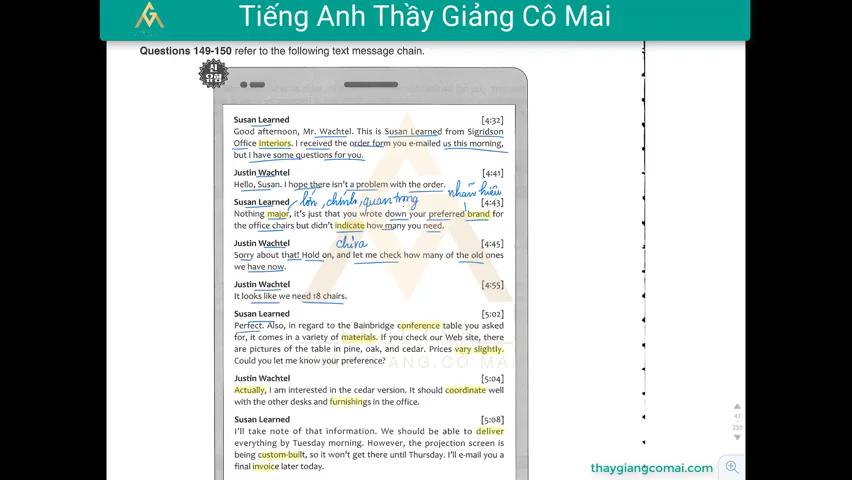 Tiếng Anh Thầy Giảng Cô Mai
Questions 149-150 refer to the following text message chain.
Susan Learned [4:32]
Good afternoon, Mr. Wachtel. This is Susan Learned from Sigridson
Office Interiors. I received the order form you e-mailed us this morning,
but I have some questions for you.
Justin Wachtel [4:41]
Hello, Susan. I hope there isn't a problem with the order.
nhãn hiệu
Susan Learned [4:43]
lớn, chính, quan trọng
Nothing major, it's just that you wrote down your preferred brand for
the office chairs but didn't indicate how many you need.
chỉ ra
Justin Wachtel [4:45]
Sorry about that! Hold on, and let me check how many of the old ones
we have now.
Justin Wachtel [4:55]
It looks like we need 18 chairs.
Susan Learned [5:02]
Perfect. Also, in regard to the Bainbridge conference table you asked
for, it comes in a variety of materials. If you check our Web site, there
are pictures of the table in pine, oak, and cedar. Prices vary slightly.
Could you let me know your preference?
Justin Wachtel [5:04]
Actually, I am interested in the cedar version. It should coordinate well
with the other desks and furnishings in the office.
Susan Learned [5:08]
I'll take note of that information. We should be able to deliver
everything by Tuesday morning. However, the projection screen is
being custom-built, so it won't get there until Thursday. I'll e-mail you a
final invoice later today.
47
220
thaygiangcomai.com